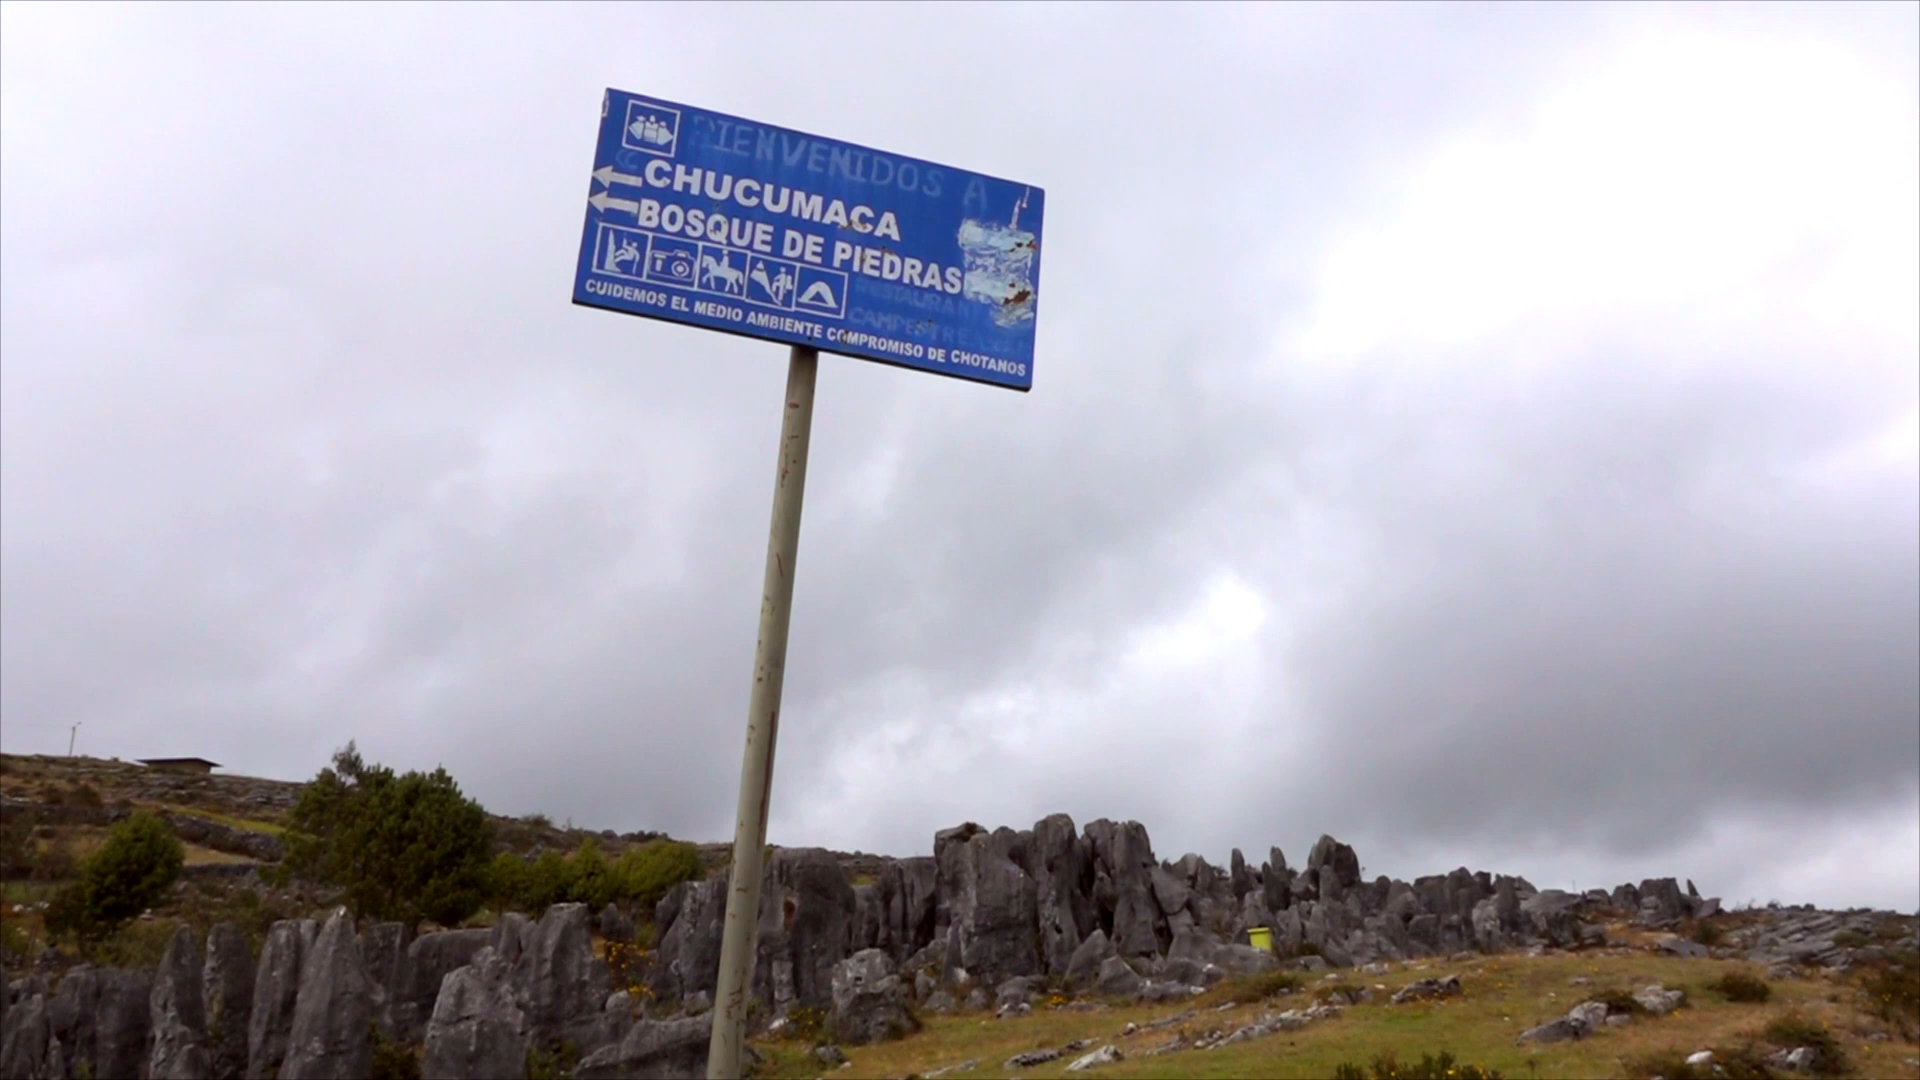 BIENVENIDOS A
CHUCUMACA
BOSQUE DE PIEDRAS
RESTAURANT
CAMPESTRE
CUIDEMOS EL MEDIO AMBIENTE COMPROMISO DE CHOTANOS